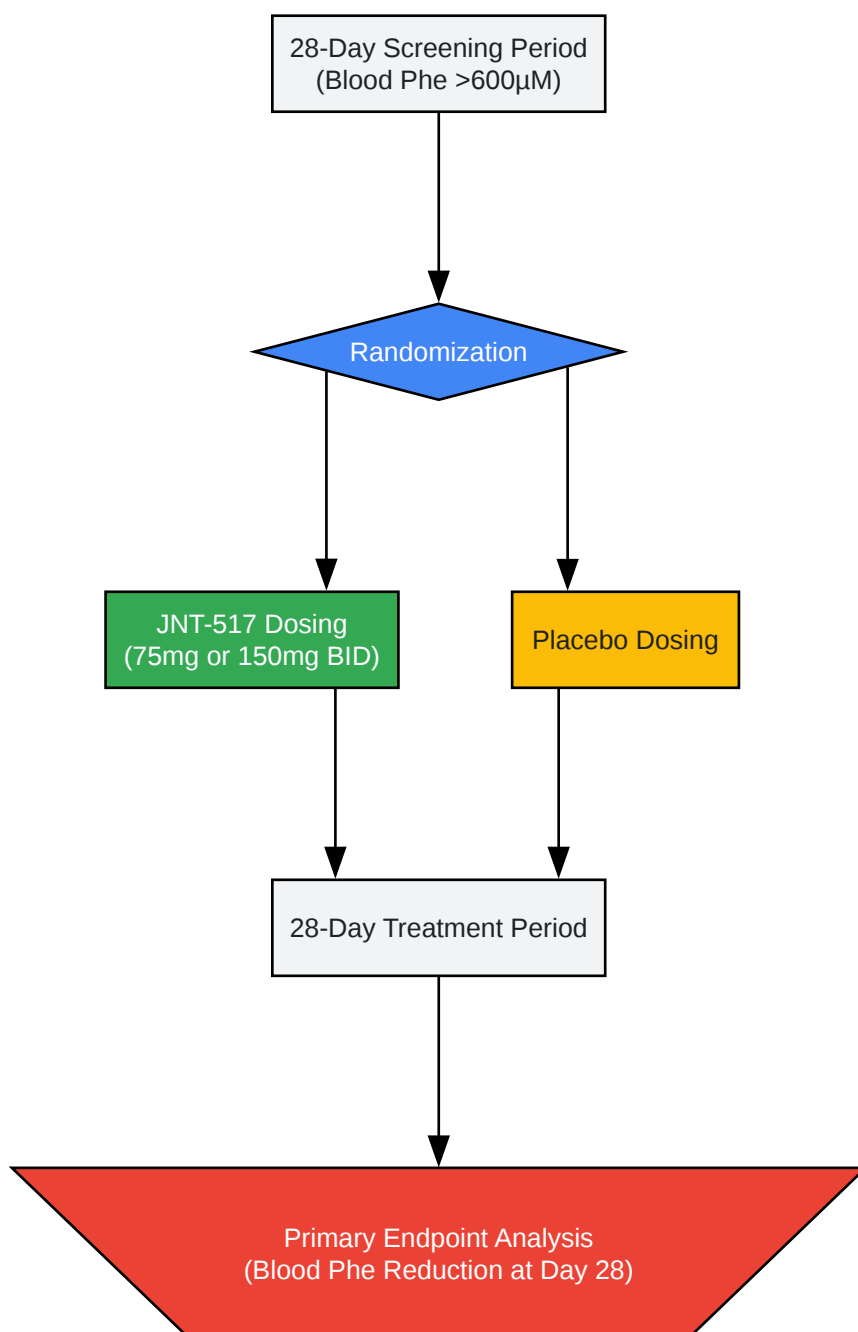 28-Day Screening Period
(Blood Phe >600µM)
Randomization
JNT-517 Dosing
(75mg or 150mg BID)
Placebo Dosing
28-Day Treatment Period
Primary Endpoint Analysis
(Blood Phe Reduction at Day 28)